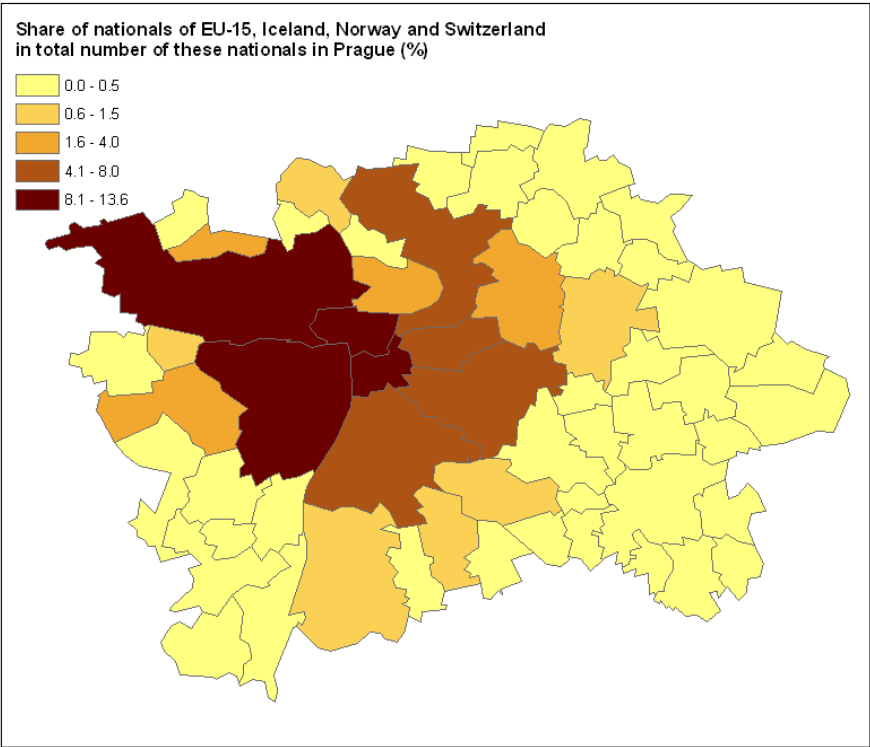 Share of nationals of EU-15, Iceland, Norway and Switzerland
in total number of these nationals in Prague (%)
0.0 - 0.5
0.6 - 1.5
1.6 - 4.0
4.1 - 8.0
8.1 - 13.6